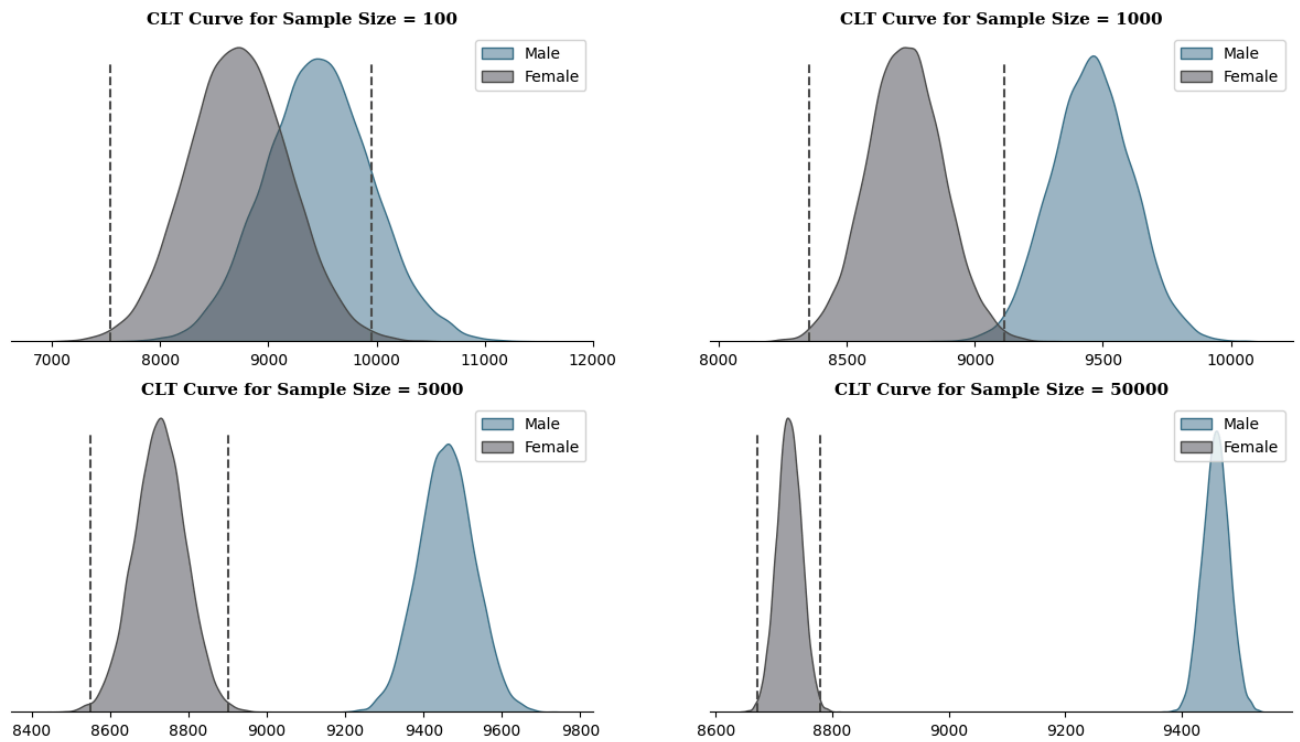 CLT Curve for Sample Size = 100
Male
Female
7000 8000 9000 10000 11000 12000
CLT Curve for Sample Size = 1000
Male
Female
8000 8500 9000 9500 10000
CLT Curve for Sample Size = 5000
Male
Female
8400 8600 8800 9000 9200 9400 9600 9800
CLT Curve for Sample Size = 50000
Male
Female
8600 8800 9000 9200 9400